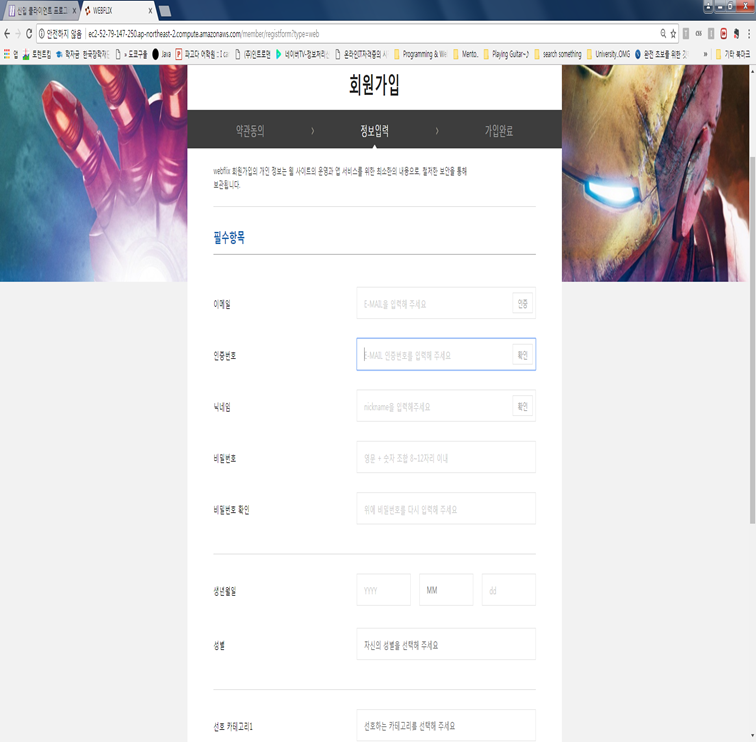 신입 클라이언트 프로그
WEBFLIX
안전하지 않음 | ec2-52-79-147-250.ap-northeast-2.compute.amazonaws.com/member/registform?type=web
앱
토렌트킴
학자금 한국장학재
» 도코구들
Java
파고다 어학원 ::
(주)인트로맨
네이버TV-정보처리
온라인IT자격증의
Programming & We
Mento.
Playing Guitar~♪
search something
University.OMG
완전 초보를 위한
» 기타 북마크
회원가입
약관동의 > 정보입력 > 가입완료
webflix 회원가입의 개인 정보는 웹 사이트의 운영과 앱 서비스를 위한 최소한의 내용으로, 철저한 보안을 통해
보관됩니다.
필수항목
이메일 E-MAIL을 입력해 주세요 인증
인증번호 E-MAIL 인증번호를 입력해 주세요 확인
닉네임 nickname을 입력해주세요 확인
비밀번호 영문 + 숫자 조합 8~12자리 이내
비밀번호 확인 위에 비밀번호를 다시 입력해 주세요
생년월일 YYYY MM dd
성별 자신의 성별을 선택해 주세요
선호 카테고리1 선호하는 카테고리를 선택해 주세요